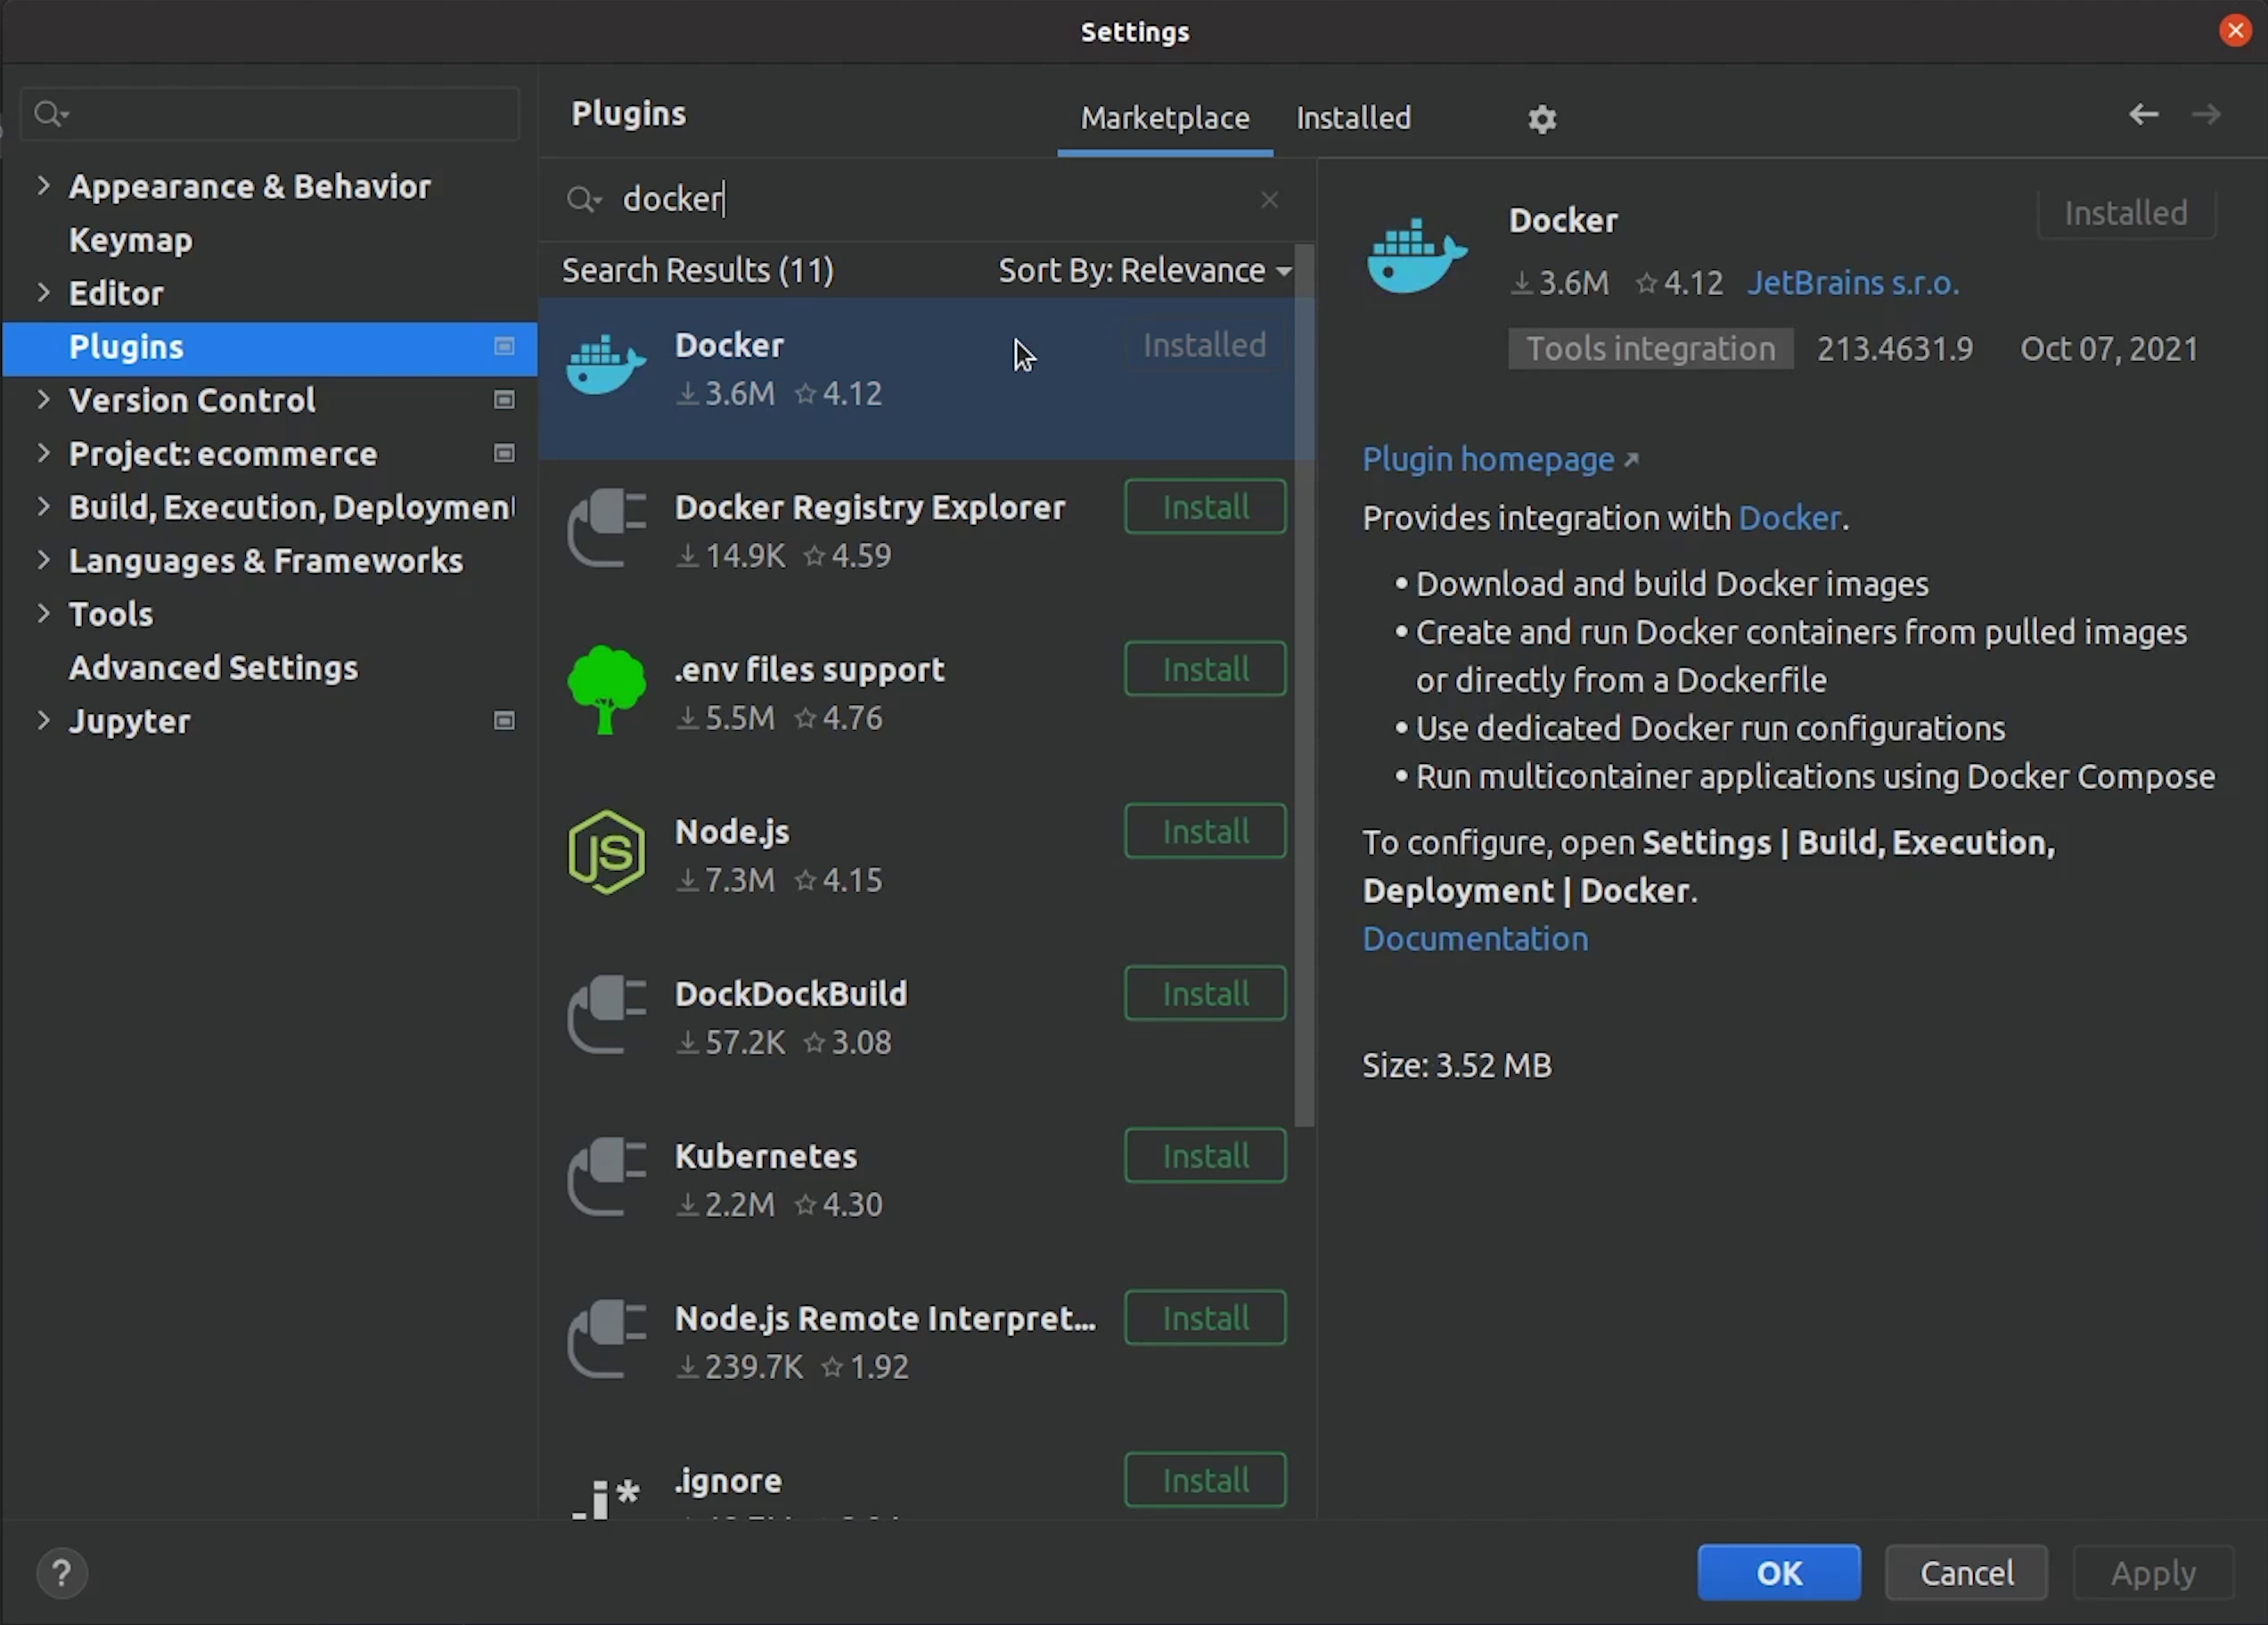 Settings
Appearance & Behavior
Keymap
Editor
Plugins
Version Control
Project: ecommerce
Build, Execution, Deployment
Languages & Frameworks
Tools
Advanced Settings
Jupyter
Plugins
Marketplace
Installed
docker
Search Results (11)
Sort By: Relevance
Docker
Installed
3.6M 4.12
Docker Registry Explorer
Install
14.9K 4.59
.env files support
Install
5.5M 4.76
Node.js
Install
7.3M 4.15
DockDockBuild
Install
57.2K 3.08
Kubernetes
Install
2.2M 4.30
Node.js Remote Interpret...
Install
239.7K 1.92
.i*
.ignore
Install
Docker
Installed
3.6M 4.12 JetBrains s.r.o.
Tools integration 213.4631.9 Oct 07, 2021
Plugin homepage
Provides integration with Docker.
• Download and build Docker images
• Create and run Docker containers from pulled images
or directly from a Dockerfile
• Use dedicated Docker run configurations
• Run multicontainer applications using Docker Compose
To configure, open Settings | Build, Execution,
Deployment | Docker.
Documentation
Size: 3.52 MB
?
OK
Cancel
Apply